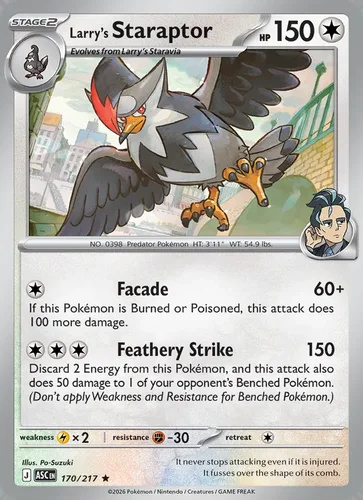 STAGE2
Larry's Staraptor
HP 150
Evolves from Larry's Staravia
NO. 0398 Predator Pokémon HT. 3'11" WT. 54.9 lbs.
Facade 60+
If this Pokémon is Burned or Poisoned, this attack does
100 more damage.
Feathery Strike 150
Discard 2 Energy from this Pokémon, and this attack also
does 50 damage to 1 of your opponent's Benched Pokémon.
(Don't apply Weakness and Resistance for Benched Pokémon.)
weakness ×2 resistance -30 retreat
Illus. Po-Suzuki
J ASC EN 170/217 ★
It never stops attacking even if it is injured.
It fusses over the shape of its comb.
©2026 Pokémon / Nintendo / Creatures / GAME FREAK